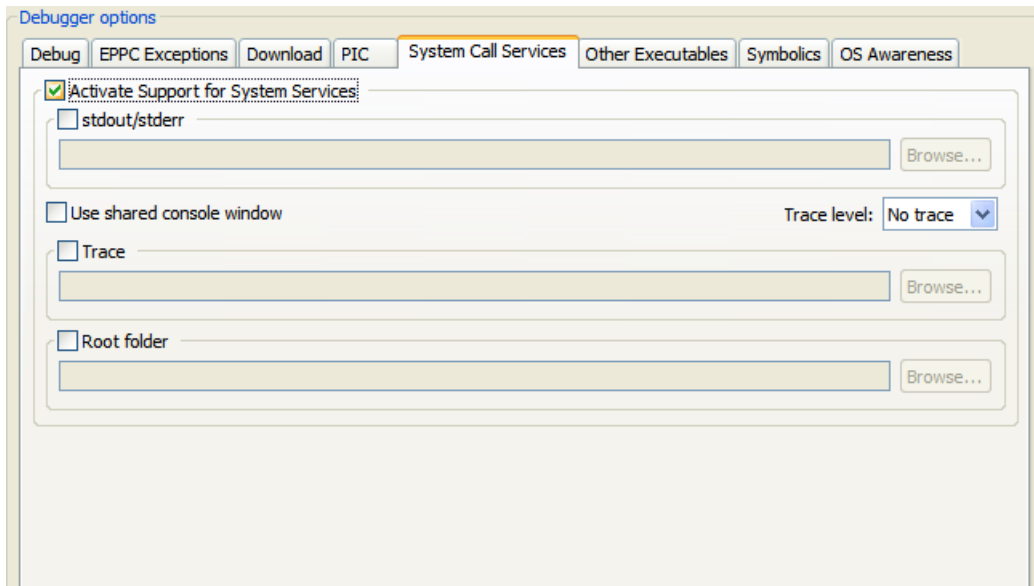 Debugger options
Debug EPPC Exceptions Download PIC System Call Services Other Executables Symbolics OS Awareness
Activate Support for System Services
stdout/stderr
Browse...
Use shared console window Trace level: No trace
Trace
Browse...
Root folder
Browse...